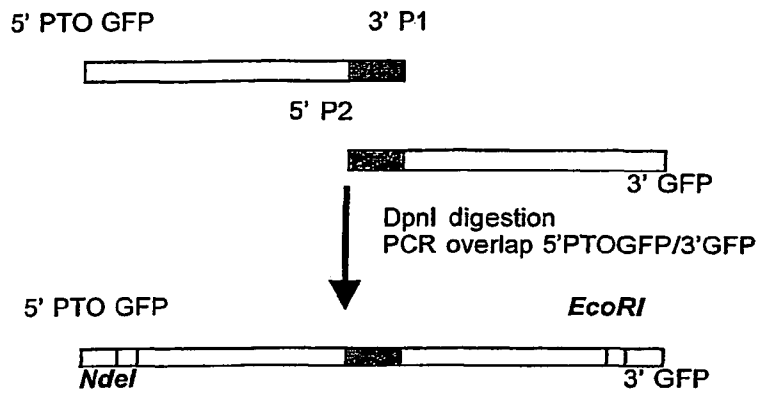 5' PTO GFP 3' P1
5' P2
3' GFP
DpnI digestion
PCR overlap 5'PTOGFP/3'GFP
5' PTO GFP EcoRI
NdeI 3' GFP